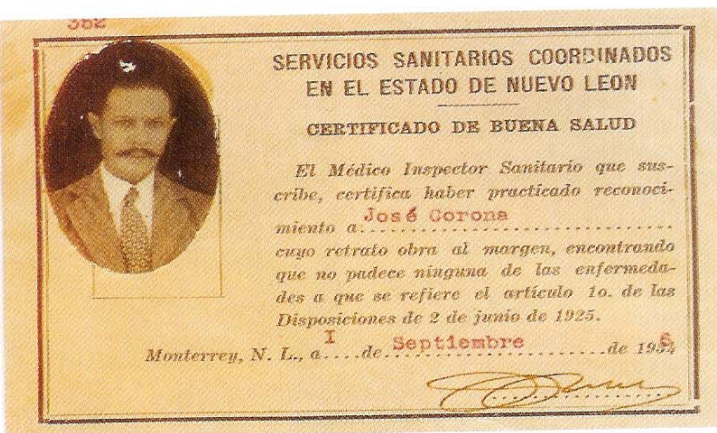 362
SERVICIOS SANITARIOS COORDINADOS
EN EL ESTADO DE NUEVO LEON
CERTIFICADO DE BUENA SALUD
El Médico Inspector Sanitario que sus-
cribe, certifica haber practicado reconoci-
miento a José Corona
cuyo retrato obra al margen, encontrando
que no padece ninguna de las enfermeda-
des a que se refiere el artículo 1o. de las
Disposiciones de 2 de junio de 1925.
Monterrey, N. L., a....I....de Septiembre de